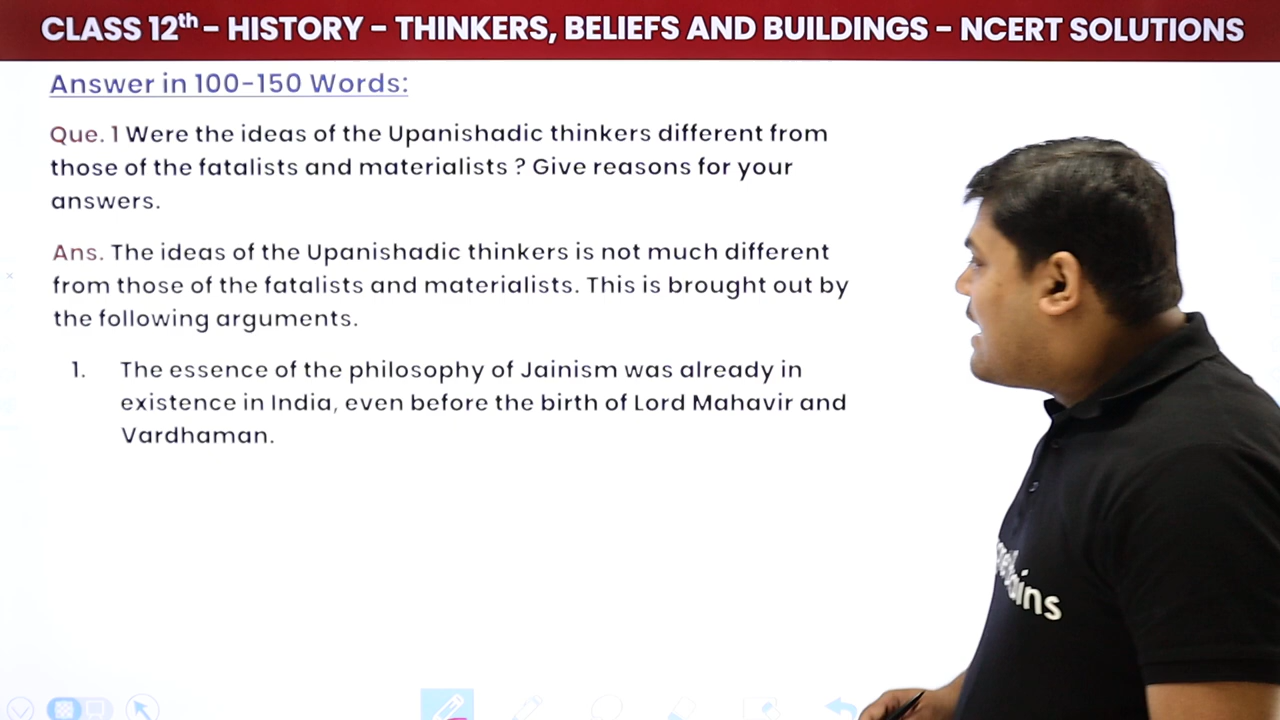 CLASS 12th - HISTORY - THINKERS, BELIEFS AND BUILDINGS - NCERT SOLUTIONS
Answer in 100-150 Words:
Que. 1 Were the ideas of the Upanishadic thinkers different from
those of the fatalists and materialists ? Give reasons for your
answers.
Ans. The ideas of the Upanishadic thinkers is not much different
from those of the fatalists and materialists. This is brought out by
the following arguments.
1. The essence of the philosophy of Jainism was already in
existence in India, even before the birth of Lord Mahavir and
Vardhaman.